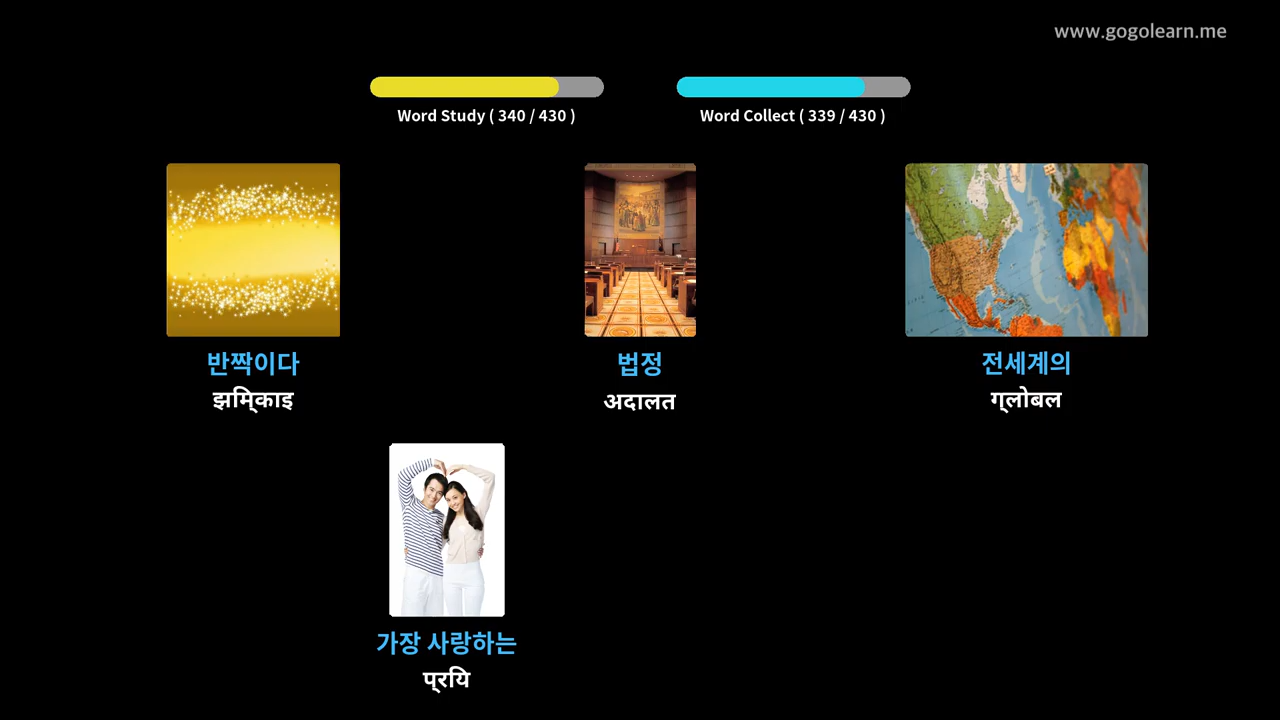 www.gogolearn.me
Word Study ( 340 / 430 )
Word Collect ( 339 / 430 )
반짝이다
झमि्काइ
법정
अदालत
전세계의
ग्लोबल
가장 사랑하는
प्रयि